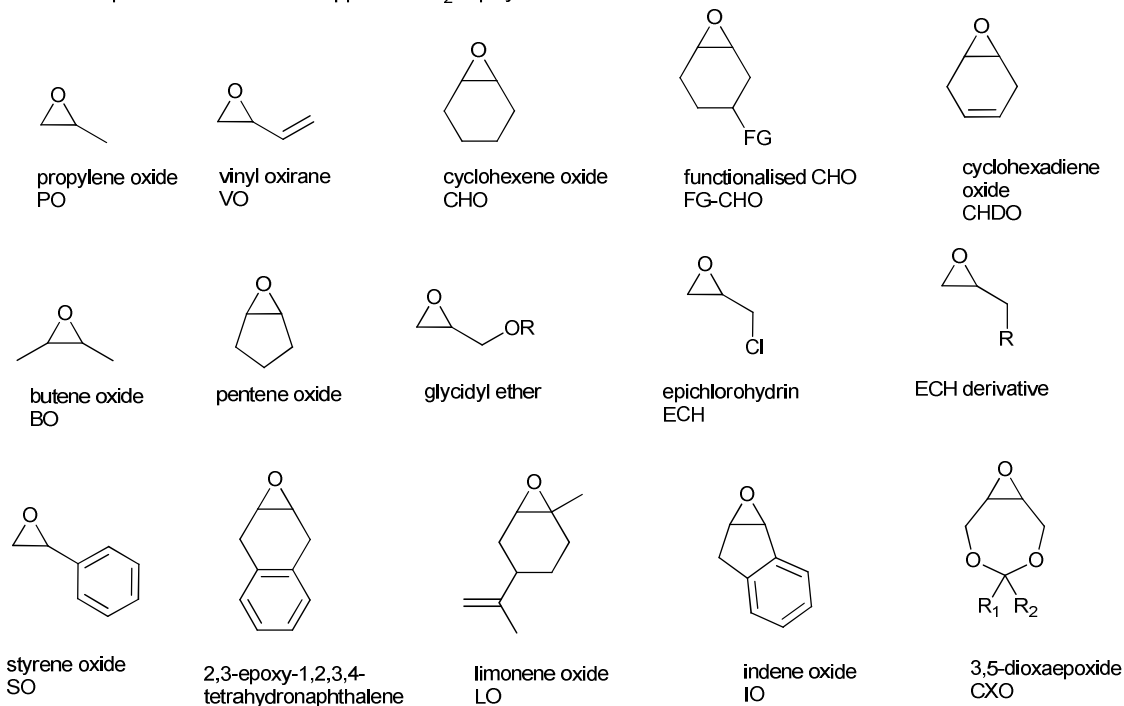 O
O
O
O
O
FG
propylene oxide
PO
vinyl oxirane
VO
cyclohexene oxide
CHO
functionalised CHO
FG-CHO
cyclohexadiene
oxide
CHDO
O
O
O
OR
O
Cl
O
R
butene oxide
BO
pentene oxide
glycidyl ether
epichlorohydrin
ECH
ECH derivative
O
O
O
O
O
O O
R1 R2
styrene oxide
SO
2,3-epoxy-1,2,3,4-
tetrahydronaphthalene
limonene oxide
LO
indene oxide
IO
3,5-dioxaepoxide
CXO